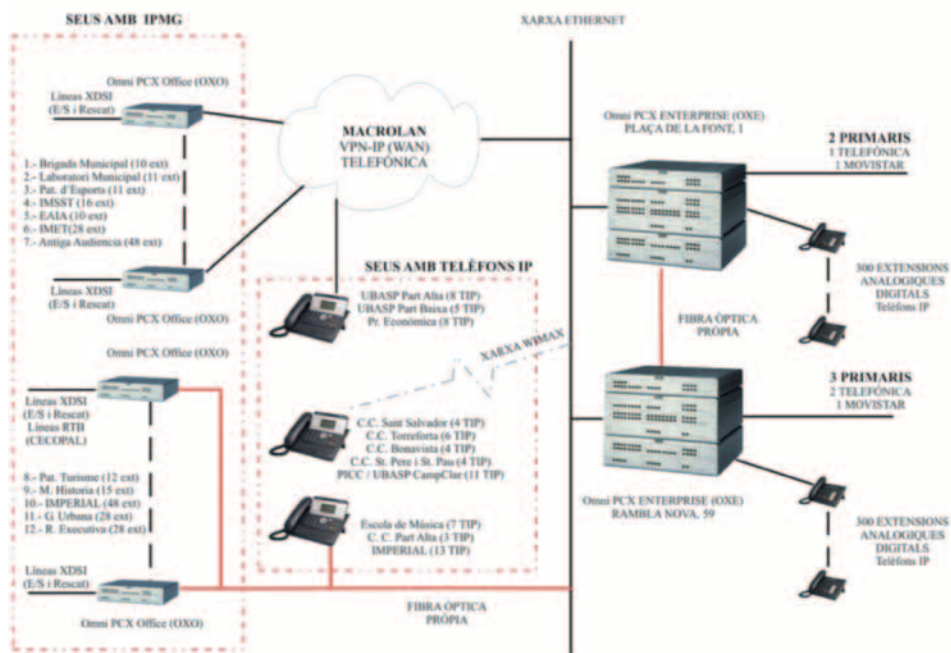 SEUS AMB IPMG
XARXA ETHERNET
Omni PCX Office (OXO)
Líneas XDSI
(E/S i Rescat)
1.- Brigada Municipal (10 ext)
2.- Laboratori Municipal (11 ext)
3.- Pat. d'Esports (11 ext)
4.- IMSST (16 ext)
5.- EAIA (10 ext)
6.- IMET(28 ext)
7.- Antiga Audiencia (48 ext)
Líneas XDSI
(E/S i Rescat)
Omni PCX Office (OXO)
MACROLAN
VPN-IP (WAN)
TELEFÓNICA
Omni PCX ENTERPRISE (OXE)
PLAÇA DE LA FONT, 1
2 PRIMARIS
1 TELEFÓNICA
1 MOVISTAR
300 EXTENSIONS
ANALOGIQUES
DIGITALS
Telèfons IP
SEUS AMB TELÈFONS IP
UBASP Part Alta (8 TIP)
UBASP Part Baixa (5 TIP)
Pr. Econòmica (8 TIP)
XARXA WIMAX
FIBRA ÒPTICA
PRÒPIA
Omni PCX Office (OXO)
Líneas XDSI
(E/S i Rescat)
Líneas RTB
(CECOPAL)
8.- Pat. Turisme (12 ext)
9.- M. Historia (15 ext)
10.- IMPERIAL (48 ext)
11.- G. Urbana (28 ext)
12.- R. Executiva (28 ext)
Líneas XDSI
(E/S i Rescat)
Omni PCX Office (OXO)
C.C. Sant Salvador (4 TIP)
C.C. Torreforta (6 TIP)
C.C. Bonavista (4 TIP)
C.C. St. Pere i St. Pau (4 TIP)
PICC / UBASP CampClar (11 TIP)
Escola de Música (7 TIP)
C. C. Part Alta (3 TIP)
IMPERIAL (13 TIP)
3 PRIMARIS
2 TELEFÓNICA
1 MOVISTAR
Omni PCX ENTERPRISE (OXE)
RAMBLA NOVA, 59
300 EXTENSIONS
ANALOGIQUES
DIGITALS
Telèfons IP
FIBRA ÒPTICA
PRÒPIA